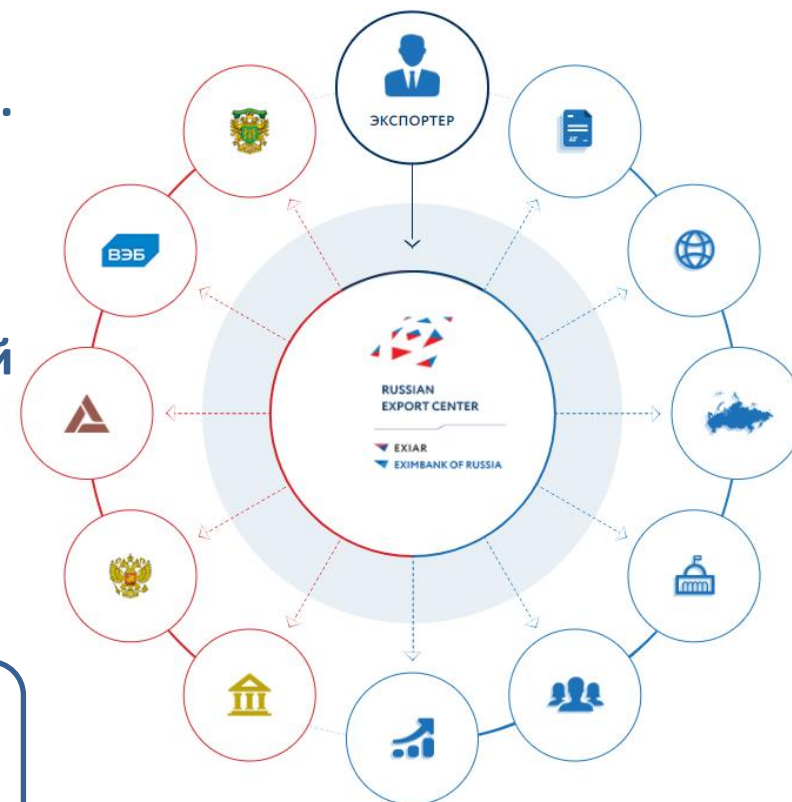 .
ЭКСПОРТЕР
ВЭБ
й
RUSSIAN
EXPORT CENTER
EXIAR
EXIMBANK OF RUSSIA